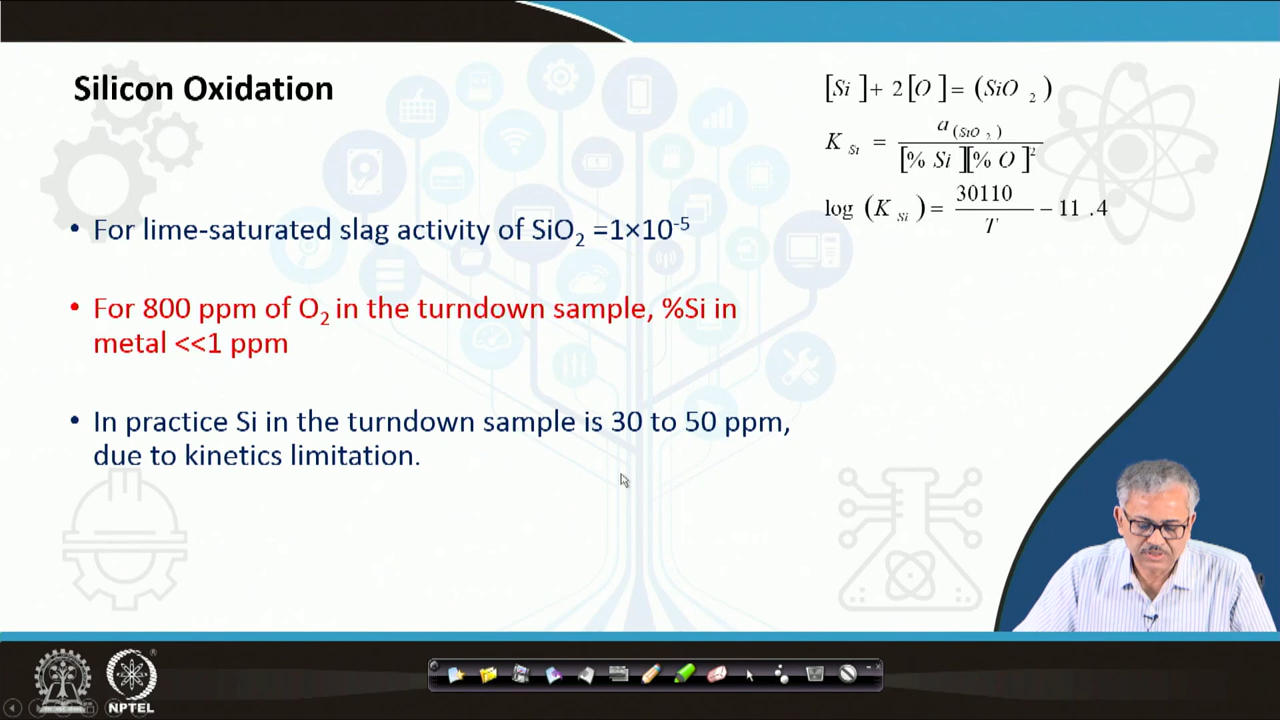 Silicon Oxidation
[Si] + 2[O] = (SiO2)
K Si = a(SiO2) / [% Si][% O]²
log (K Si) = 30110 / T − 11.4
• For lime-saturated slag activity of SiO₂ =1×10⁻⁵
• For 800 ppm of O₂ in the turndown sample, %Si in
metal <<1 ppm
• In practice Si in the turndown sample is 30 to 50 ppm,
due to kinetics limitation.
NPTEL